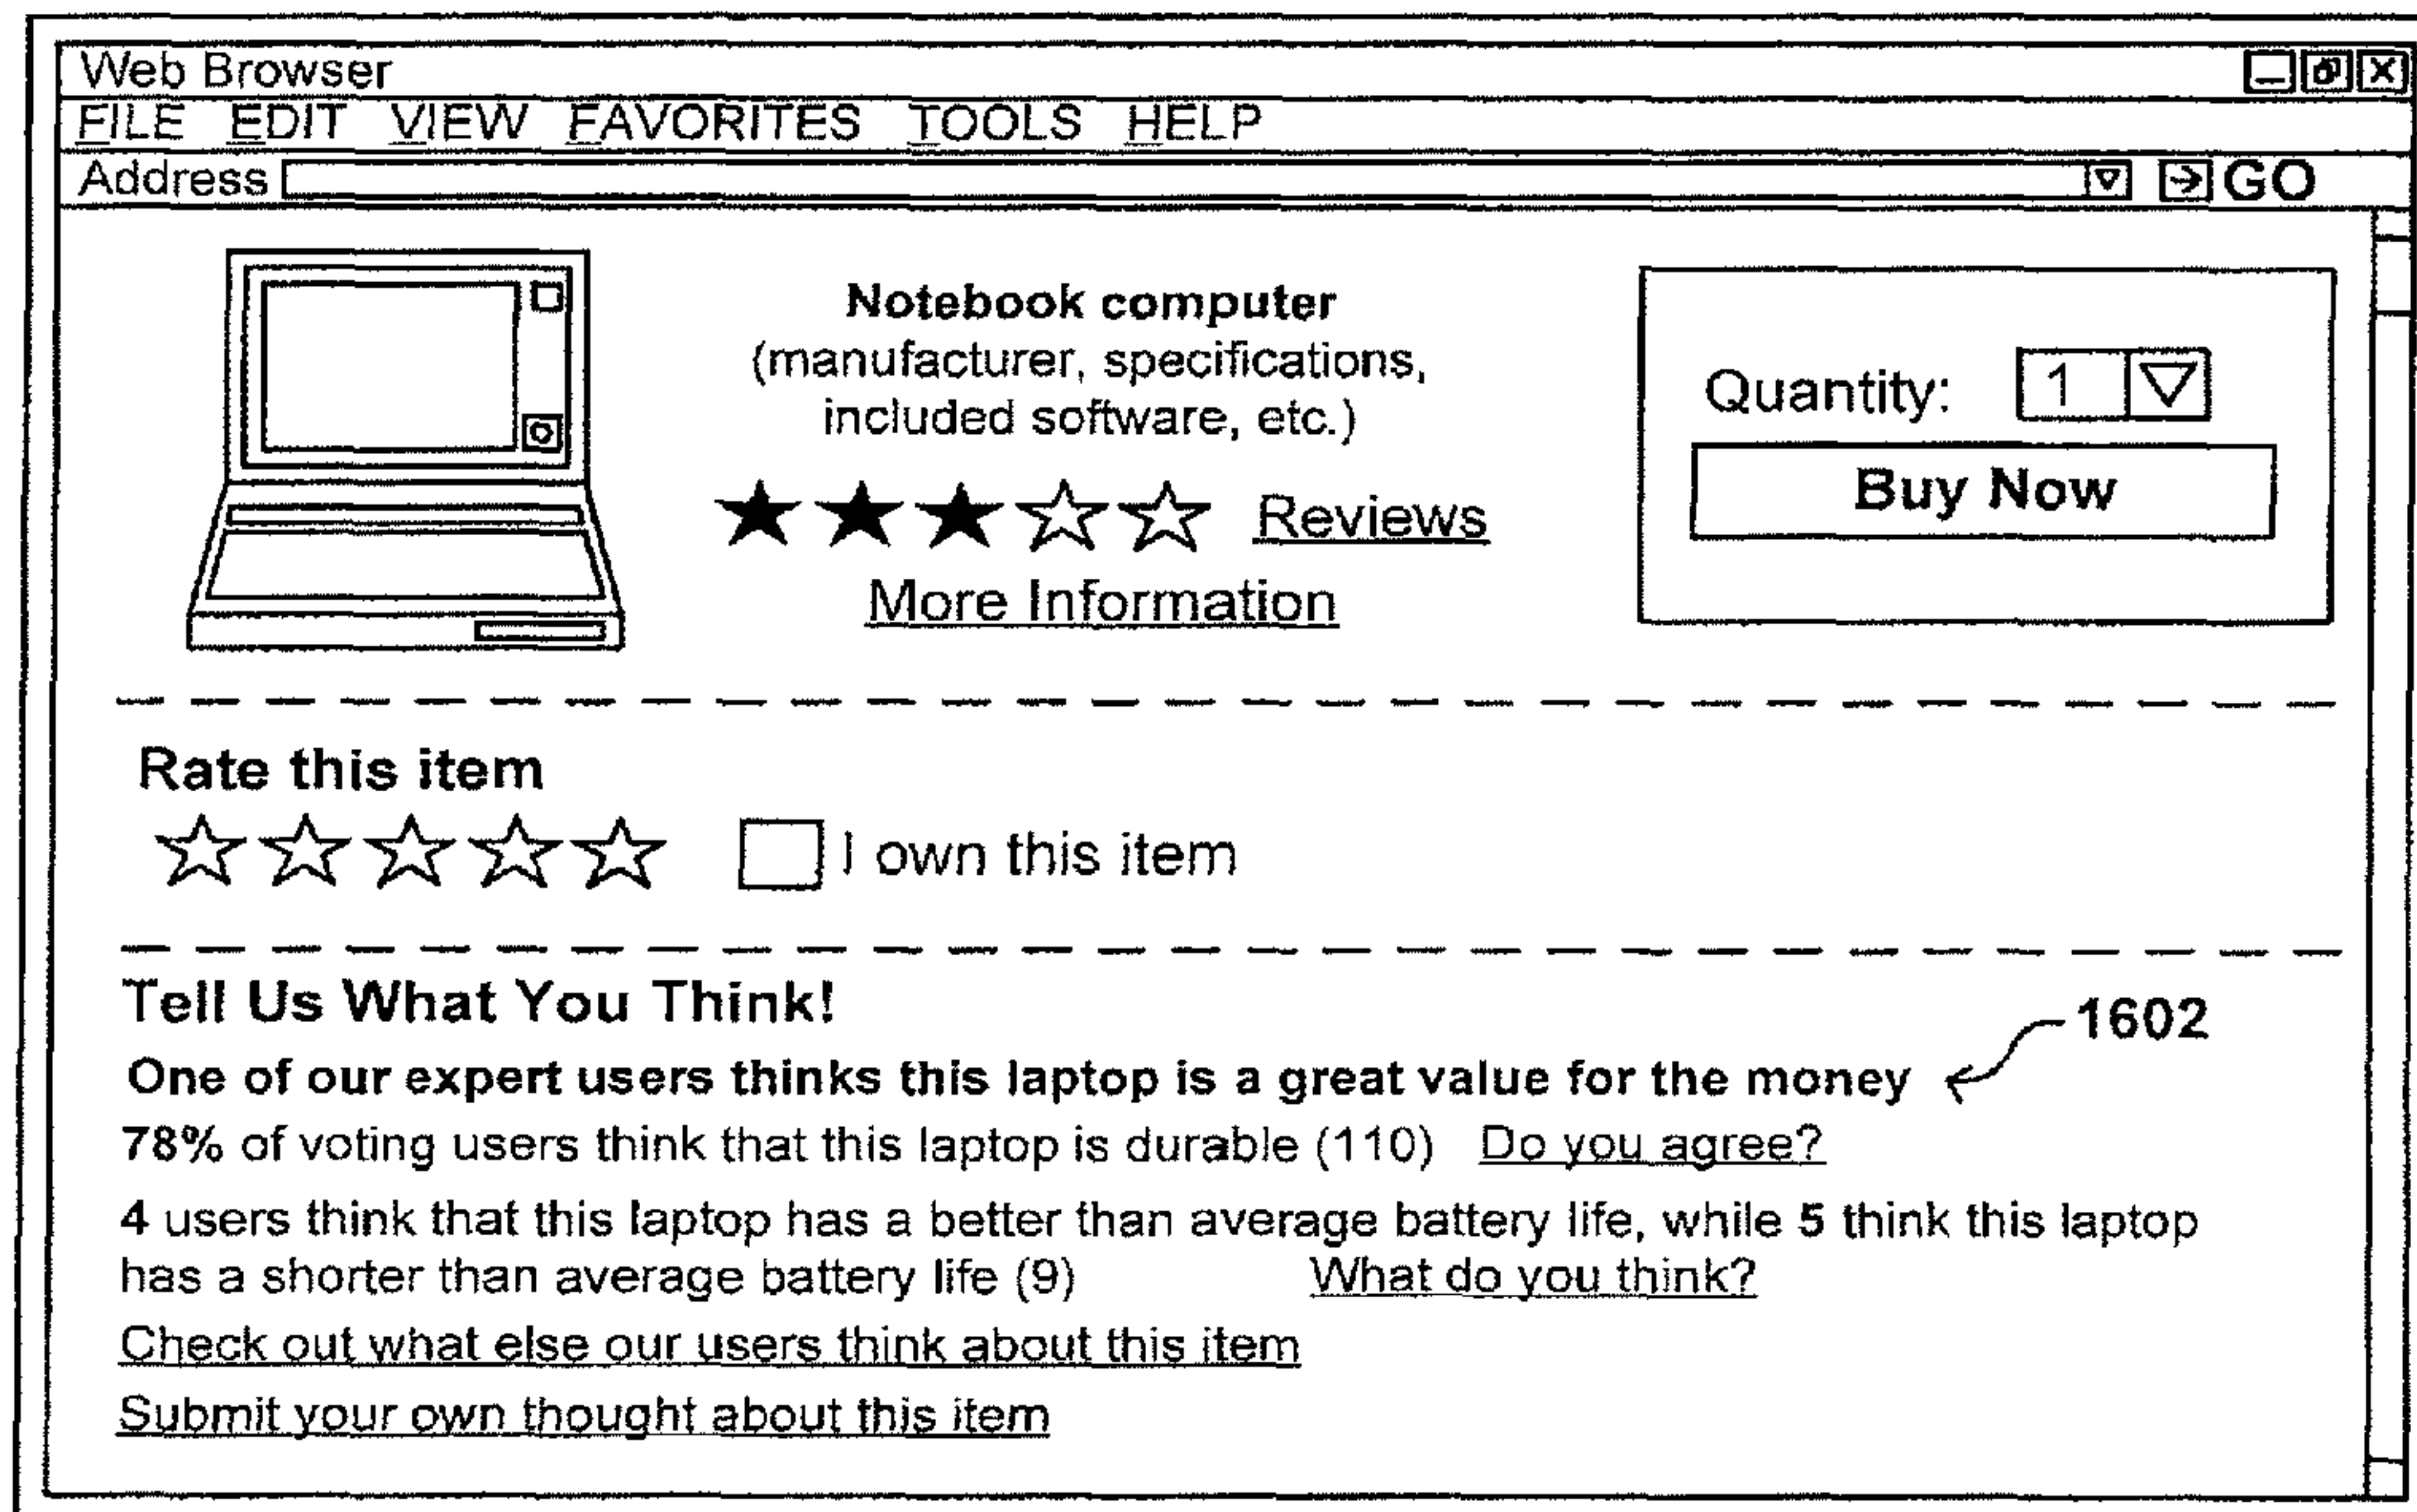 Web Browser
FILE EDIT VIEW FAVORITES TOOLS HELP
Address GO
Notebook computer
(manufacturer, specifications,
included software, etc.)
Reviews
More Information
Quantity: 1
Buy Now
Rate this item
I own this item
Tell Us What You Think!
1602
One of our expert users thinks this laptop is a great value for the money
78% of voting users think that this laptop is durable (110) Do you agree?
4 users think that this laptop has a better than average battery life, while 5 think this laptop
has a shorter than average battery life (9) What do you think?
Check out what else our users think about this item
Submit your own thought about this item